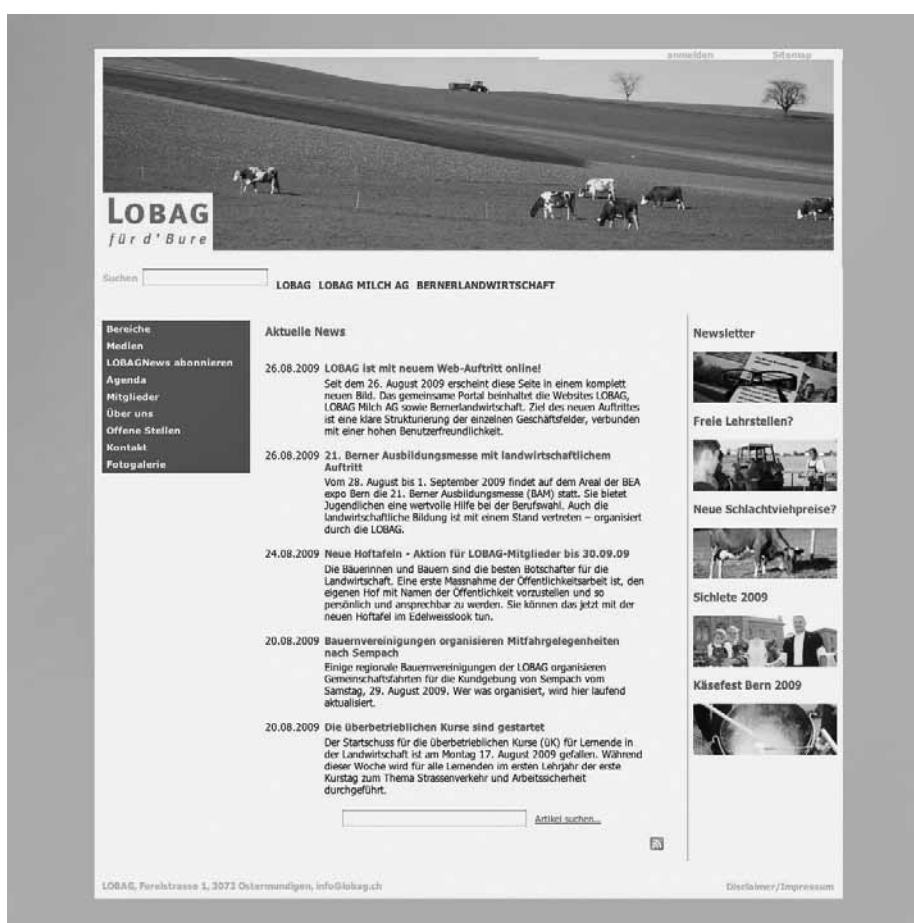 anmelden Sitemap
LOBAG
für d'Bure
Suchen
LOBAG LOBAG MILCH AG BERNERLANDWIRTSCHAFT
Bereiche
Medien
LOBAGNews abonnieren
Agenda
Mitglieder
Über uns
Offene Stellen
Kontakt
Fotogalerie
Aktuelle News
26.08.2009 LOBAG ist mit neuem Web-Auftritt online!
Seit dem 26. August 2009 erscheint diese Seite in einem komplett
neuen Bild. Das gemeinsame Portal beinhaltet die Websites LOBAG,
LOBAG Milch AG sowie Bernerlandwirtschaft. Ziel des neuen Auftrittes
ist eine klare Strukturierung der einzelnen Geschäftsfelder, verbunden
mit einer hohen Benutzerfreundlichkeit.
26.08.2009 21. Berner Ausbildungsmesse mit landwirtschaftlichem
Auftritt
Vom 28. August bis 1. September 2009 findet auf dem Areal der BEA
expo Bern die 21. Berner Ausbildungsmesse (BAM) statt. Sie bietet
Jugendlichen eine wertvolle Hilfe bei der Berufswahl. Auch die
landwirtschaftliche Bildung ist mit einem Stand vertreten – organisiert
durch die LOBAG.
24.08.2009 Neue Hoftafeln - Aktion für LOBAG-Mitglieder bis 30.09.09
Die Bäuerinnen und Bauern sind die besten Botschafter für die
Landwirtschaft. Eine erste Massnahme der Öffentlichkeitsarbeit ist, den
eigenen Hof mit Namen der Öffentlichkeit vorzustellen und so
persönlich und ansprechbar zu werden. Sie können das jetzt mit der
neuen Hoftafel im Edelweisslook tun.
20.08.2009 Bauernvereinigungen organisieren Mitfahrgelegenheiten
nach Sempach
Einige regionale Bauernvereinigungen der LOBAG organisieren
Gemeinschaftsfahrten für die Kundgebung von Sempach vom
Samstag, 29. August 2009. Wer was organisiert, wird hier laufend
aktualisiert.
20.08.2009 Die überbetrieblichen Kurse sind gestartet
Der Startschuss für die überbetrieblichen Kurse (üK) für Lernende in
der Landwirtschaft ist am Montag 17. August 2009 gefallen. Während
dieser Woche wird für alle Lernenden im ersten Lehrjahr der erste
Kurstag zum Thema Strassenverkehr und Arbeitssicherheit
durchgeführt.
Artikel suchen...
Newsletter
Freie Lehrstellen?
Neue Schlachtviehpreise?
Sichlete 2009
Käsefest Bern 2009
LOBAG, Forelstrasse 1, 3072 Ostermundigen, info@lobag.ch
Disclaimer/Impressum